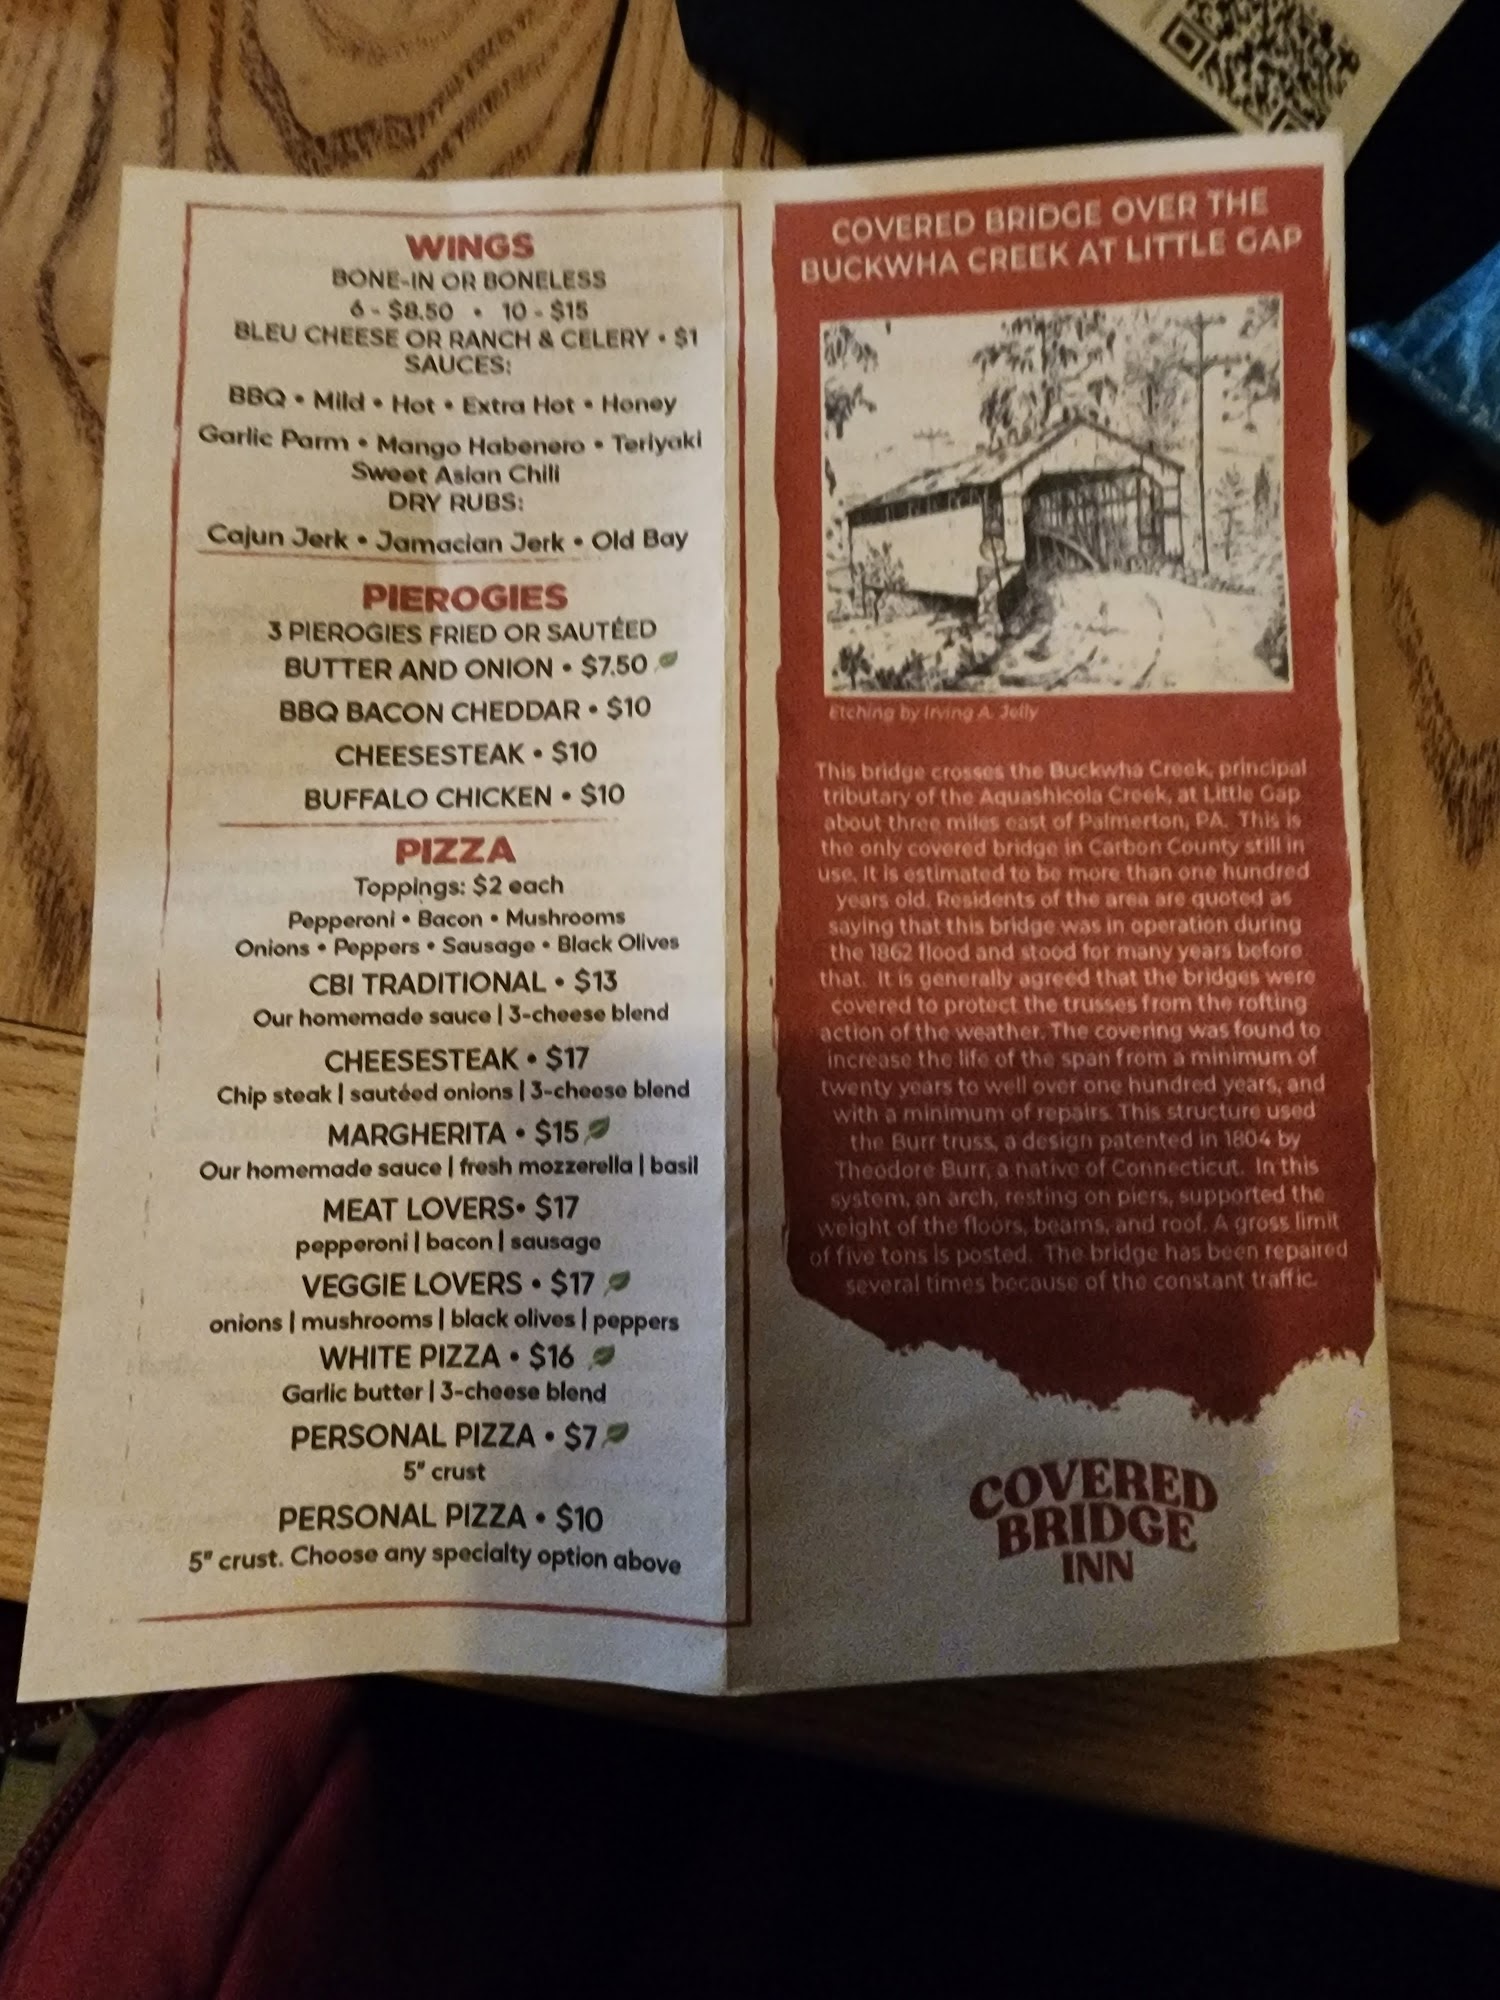 WINGS
BONE-IN OR BONELESS
6 - $8.50 • 10 - $15
BLEU CHEESE OR RANCH & CELERY • $1
SAUCES:
BBQ • Mild • Hot • Extra Hot • Honey
Garlic Parm • Mango Habenero • Teriyaki
Sweet Asian Chili
DRY RUBS:
Cajun Jerk • Jamacian Jerk • Old Bay
PIEROGIES
3 PIEROGIES FRIED OR SAUTÉED
BUTTER AND ONION • $7.50
BBQ BACON CHEDDAR • $10
CHEESESTEAK • $10
BUFFALO CHICKEN • $10
PIZZA
Toppings: $2 each
Pepperoni • Bacon • Mushrooms
Onions • Peppers • Sausage • Black Olives
CBI TRADITIONAL • $13
Our homemade sauce | 3-cheese blend
CHEESESTEAK • $17
Chip steak | sautéed onions | 3-cheese blend
MARGHERITA • $15
Our homemade sauce | fresh mozzerella | basil
MEAT LOVERS• $17
pepperoni | bacon | sausage
VEGGIE LOVERS • $17
onions | mushrooms | black olives | peppers
WHITE PIZZA • $16
Garlic butter | 3-cheese blend
PERSONAL PIZZA • $7
5" crust
PERSONAL PIZZA • $10
5" crust. Choose any specialty option above
COVERED BRIDGE OVER THE
BUCKWHA CREEK AT LITTLE GAP
Etching by Irving A. Jelly
This bridge crosses the Buckwha Creek, principal
tributary of the Aquashicola Creek, at Little Gap
about three miles east of Palmerton, PA. This is
the only covered bridge in Carbon County still in
use. It is estimated to be more than one hundred
years old. Residents of the area are quoted as
saying that this bridge was in operation during
the 1862 flood and stood for many years before
that. It is generally agreed that the bridges were
covered to protect the trusses from the rofting
action of the weather. The covering was found to
increase the life of the span from a minimum of
twenty years to well over one hundred years, and
with a minimum of repairs. This structure used
the Burr truss, a design patented in 1804 by
Theodore Burr, a native of Connecticut. In this
system, an arch, resting on piers, supported the
weight of the floors, beams, and roof. A gross limit
of five tons is posted. The bridge has been repaired
several times because of the constant traffic.
COVERED
BRIDGE
INN